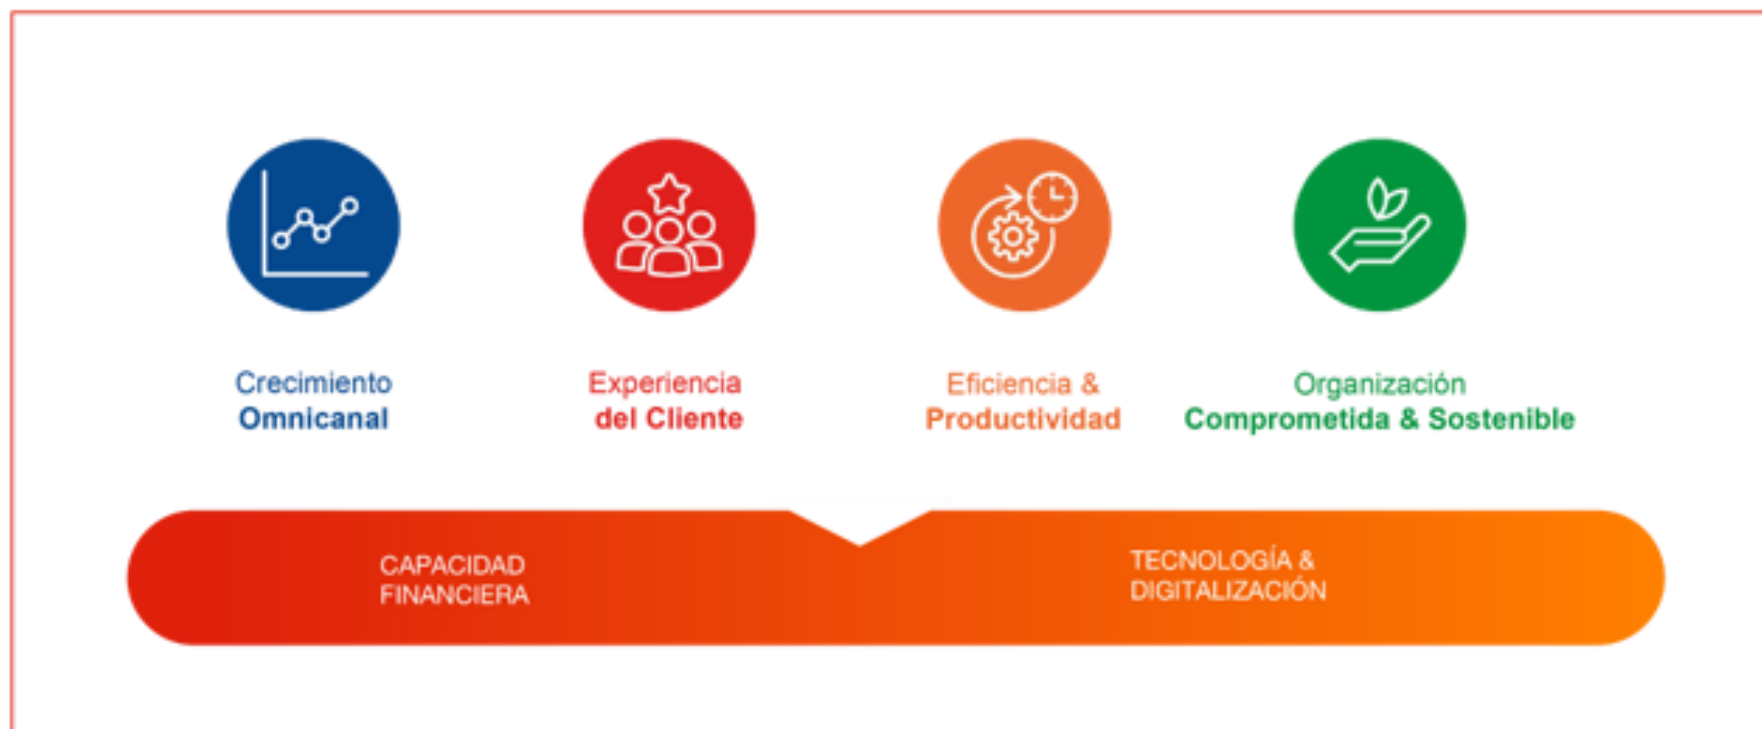 Crecimiento
Omnicanal
Experiencia
del Cliente
Eficiencia &
Productividad
Organización
Comprometida & Sostenible
CAPACIDAD
FINANCIERA
TECNOLOGÍA &
DIGITALIZACIÓN